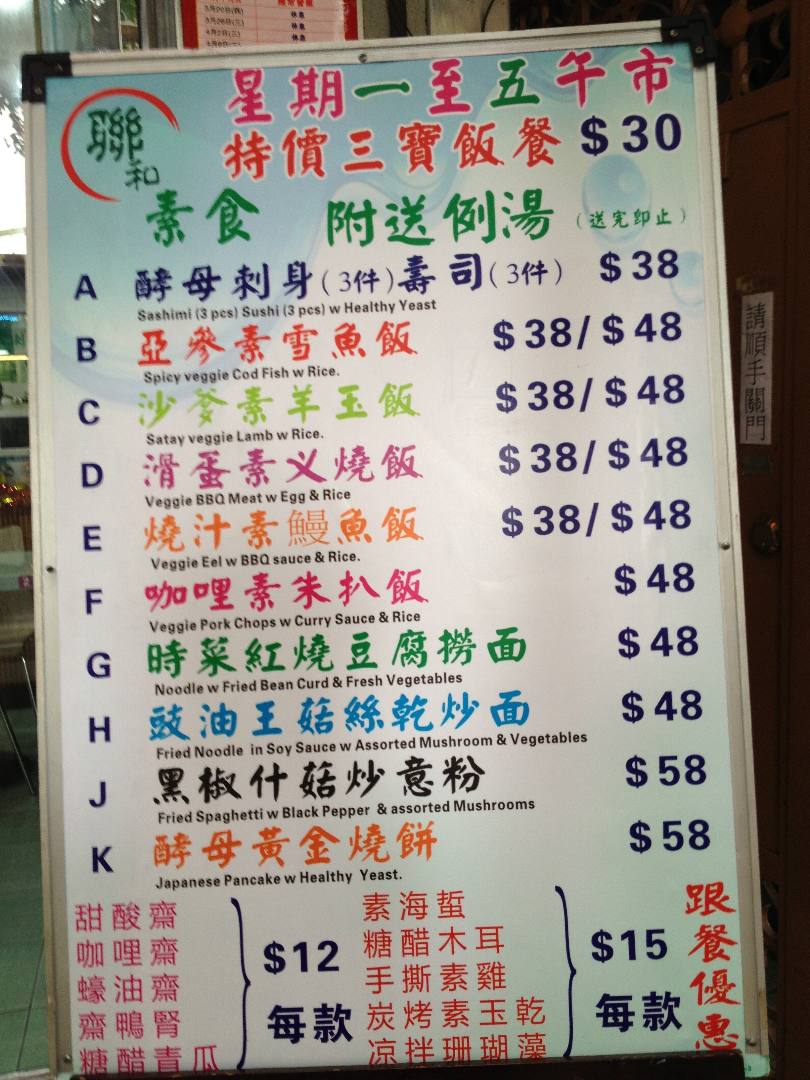 聯和
星期一至五午市
特價三寶飯餐 $30
素食 附送例湯 (送完即止)
A 酵母刺身(3件)壽司(3件) $38
Sashimi (3 pcs) Sushi (3 pcs) w Healthy Yeast
B 亞參素雪魚飯 $38/$48
Spicy veggie Cod Fish w Rice.
C 沙爹素羊玉飯 $38/$48
Satay veggie Lamb w Rice.
D 滑蛋素义燒飯 $38/$48
Veggie BBQ Meat w Egg & Rice
E 燒汁素鰻魚飯 $38/$48
Veggie Eel w BBQ sauce & Rice.
F 咖哩素朱扒飯 $48
Veggie Pork Chops w Curry Sauce & Rice
G 時菜紅燒豆腐撈面 $48
Noodle w Fried Bean Curd & Fresh Vegetables
H 豉油王菇絲乾炒面 $48
Fried Noodle in Soy Sauce w Assorted Mushroom & Vegetables
J 黑椒什菇炒意粉 $58
Fried Spaghetti w Black Pepper & assorted Mushrooms
K 酵母黃金燒餅 $58
Japanese Pancake w Healthy Yeast.
甜酸齋
咖哩齋
蠔油齋
齋鴨腎
糖醋青瓜
$12
每款
素海蜇
糖醋木耳
手撕素雞
炭烤素玉乾
凉拌珊瑚藻
$15
每款
跟餐優惠
請順手關門